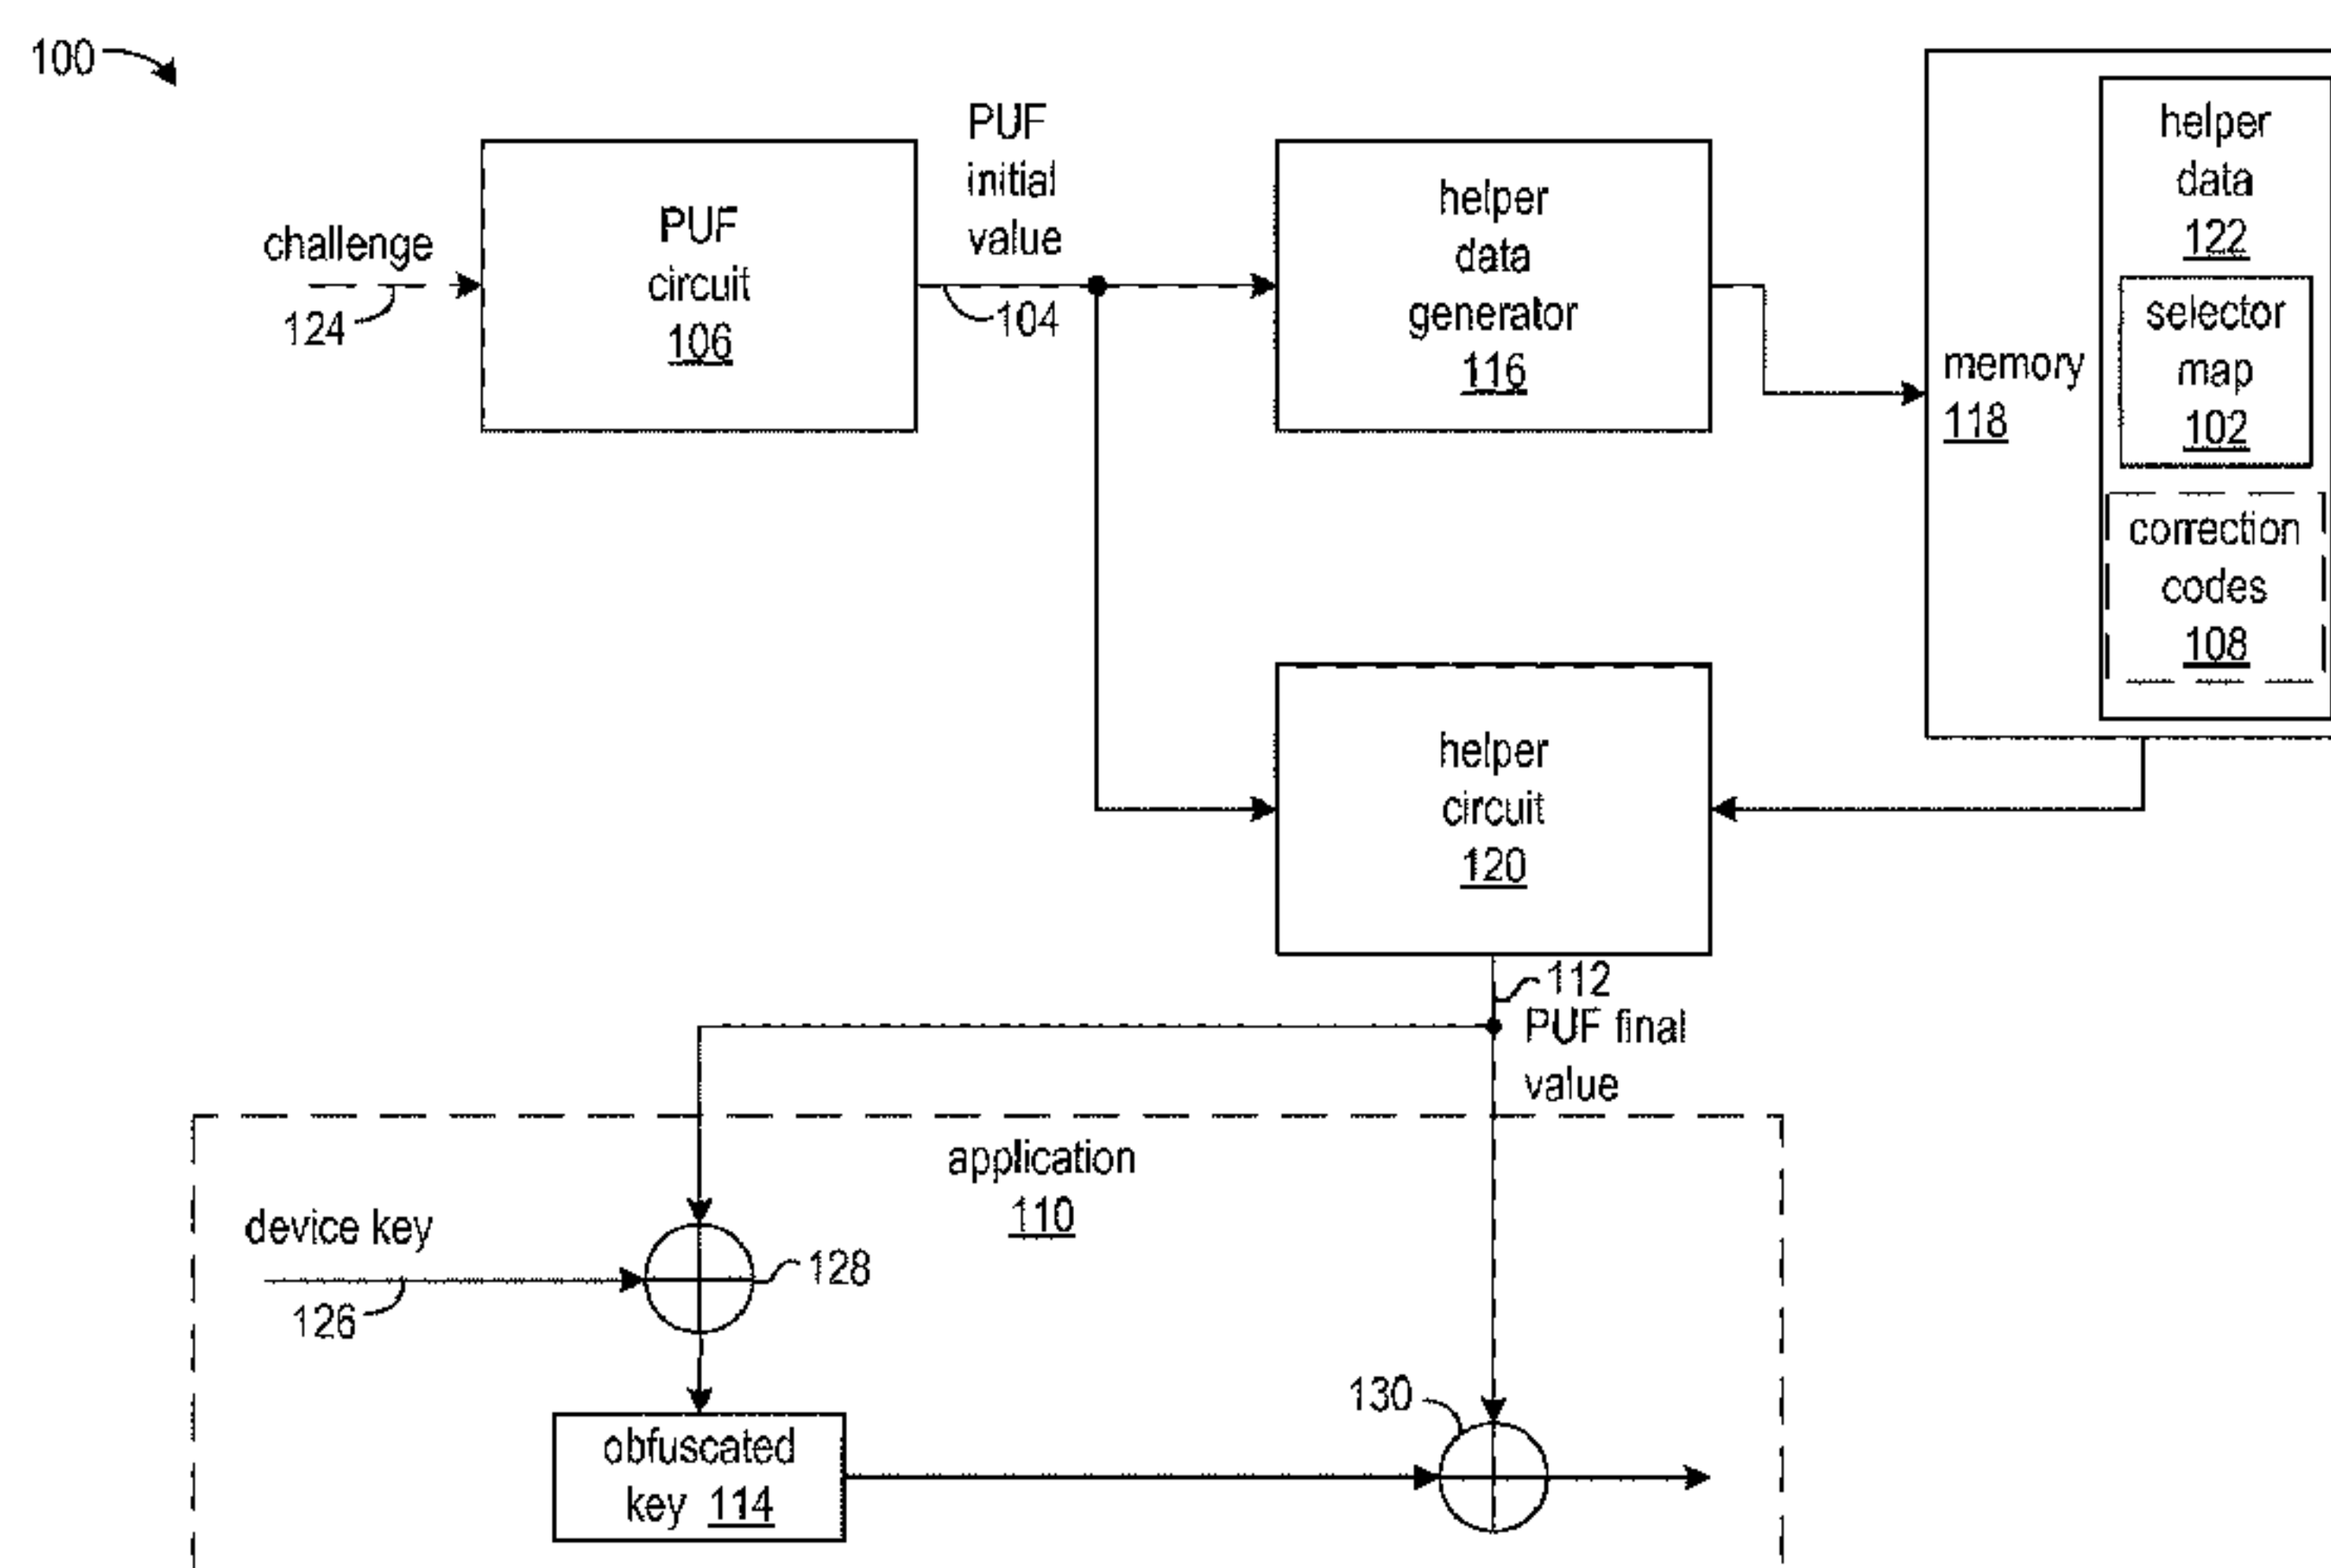 100
challenge
124
PUF
circuit
106
PUF
initial
value
104
helper
data
generator
116
memory
118
helper
data
122
selector
map
102
correction
codes
108
helper
circuit
120
112
PUF final
value
application
110
device key
126
128
obfuscated
key 114
130